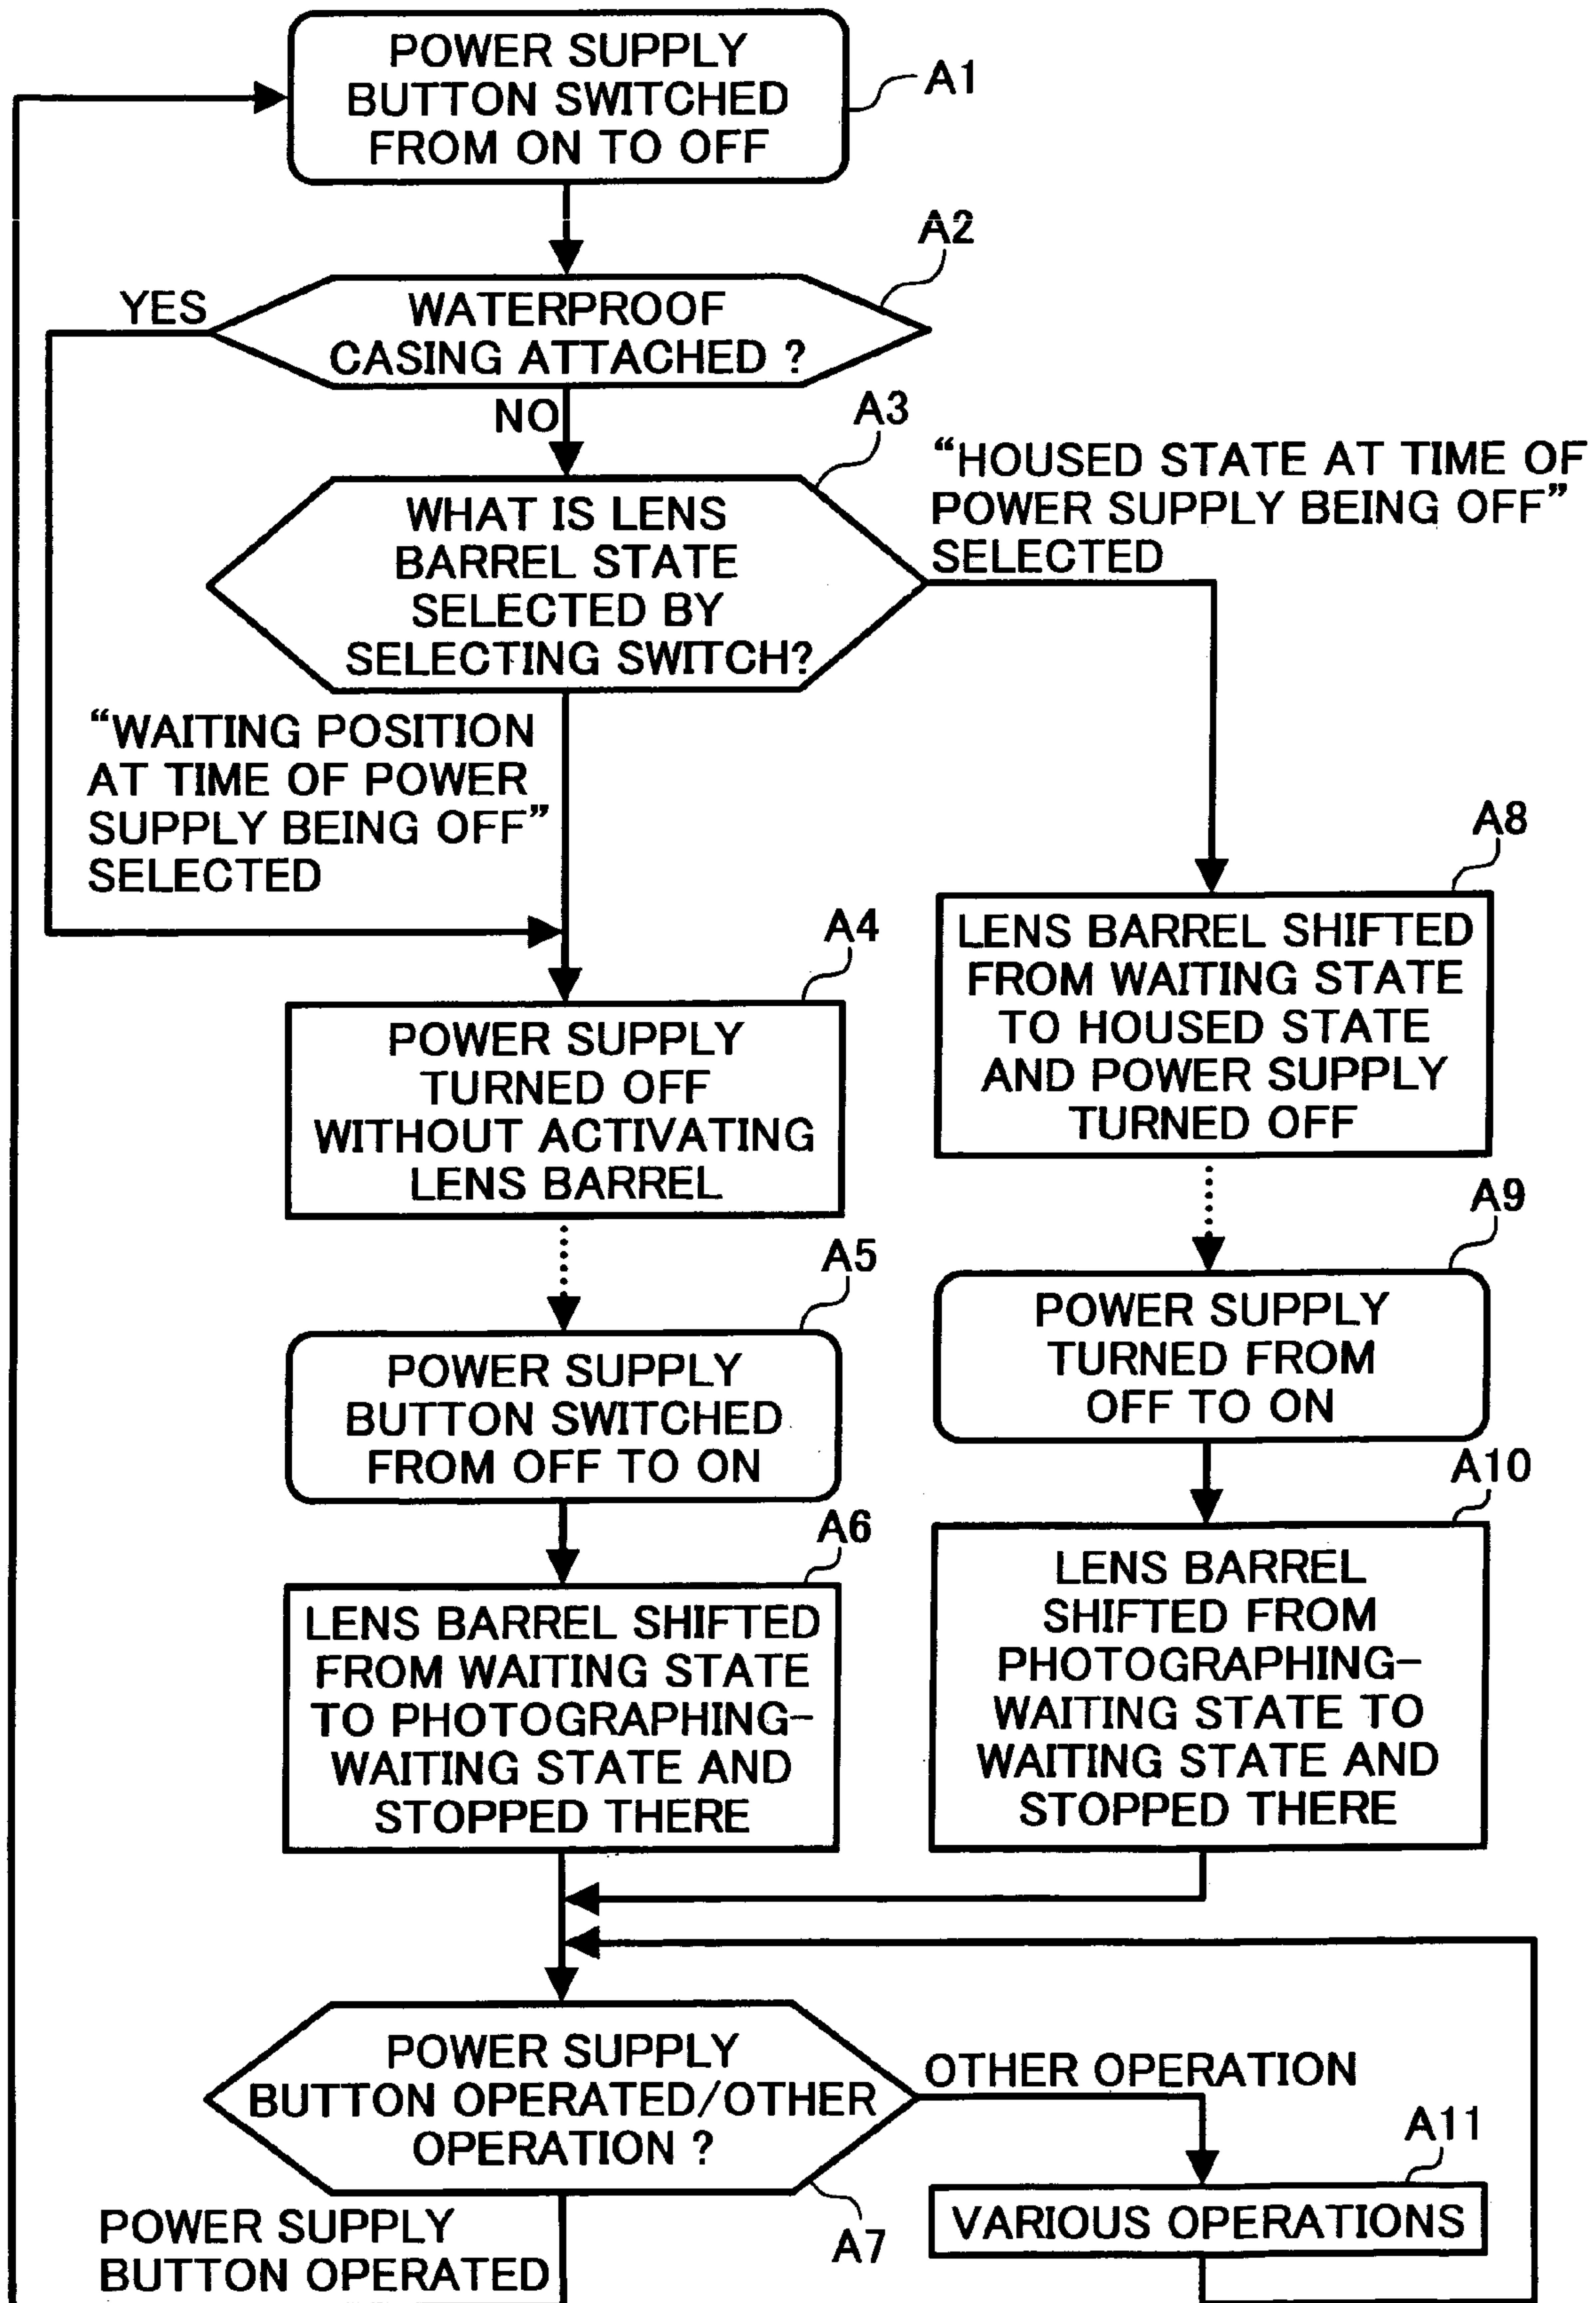 POWER SUPPLY
BUTTON SWITCHED
FROM ON TO OFF
A1
A2
YES
WATERPROOF
CASING ATTACHED ?
NO
A3
“HOUSED STATE AT TIME OF
POWER SUPPLY BEING OFF”
SELECTED
WHAT IS LENS
BARREL STATE
SELECTED BY
SELECTING SWITCH?
“WAITING POSITION
AT TIME OF POWER
SUPPLY BEING OFF”
SELECTED
A4
POWER SUPPLY
TURNED OFF
WITHOUT ACTIVATING
LENS BARREL
A8
LENS BARREL SHIFTED
FROM WAITING STATE
TO HOUSED STATE
AND POWER SUPPLY
TURNED OFF
A5
POWER SUPPLY
BUTTON SWITCHED
FROM OFF TO ON
A9
POWER SUPPLY
TURNED FROM
OFF TO ON
A6
LENS BARREL SHIFTED
FROM WAITING STATE
TO PHOTOGRAPHING-
WAITING STATE AND
STOPPED THERE
A10
LENS BARREL
SHIFTED FROM
PHOTOGRAPHING-
WAITING STATE TO
WAITING STATE AND
STOPPED THERE
POWER SUPPLY
BUTTON OPERATED/OTHER
OPERATION ?
A7
OTHER OPERATION
A11
VARIOUS OPERATIONS
POWER SUPPLY
BUTTON OPERATED